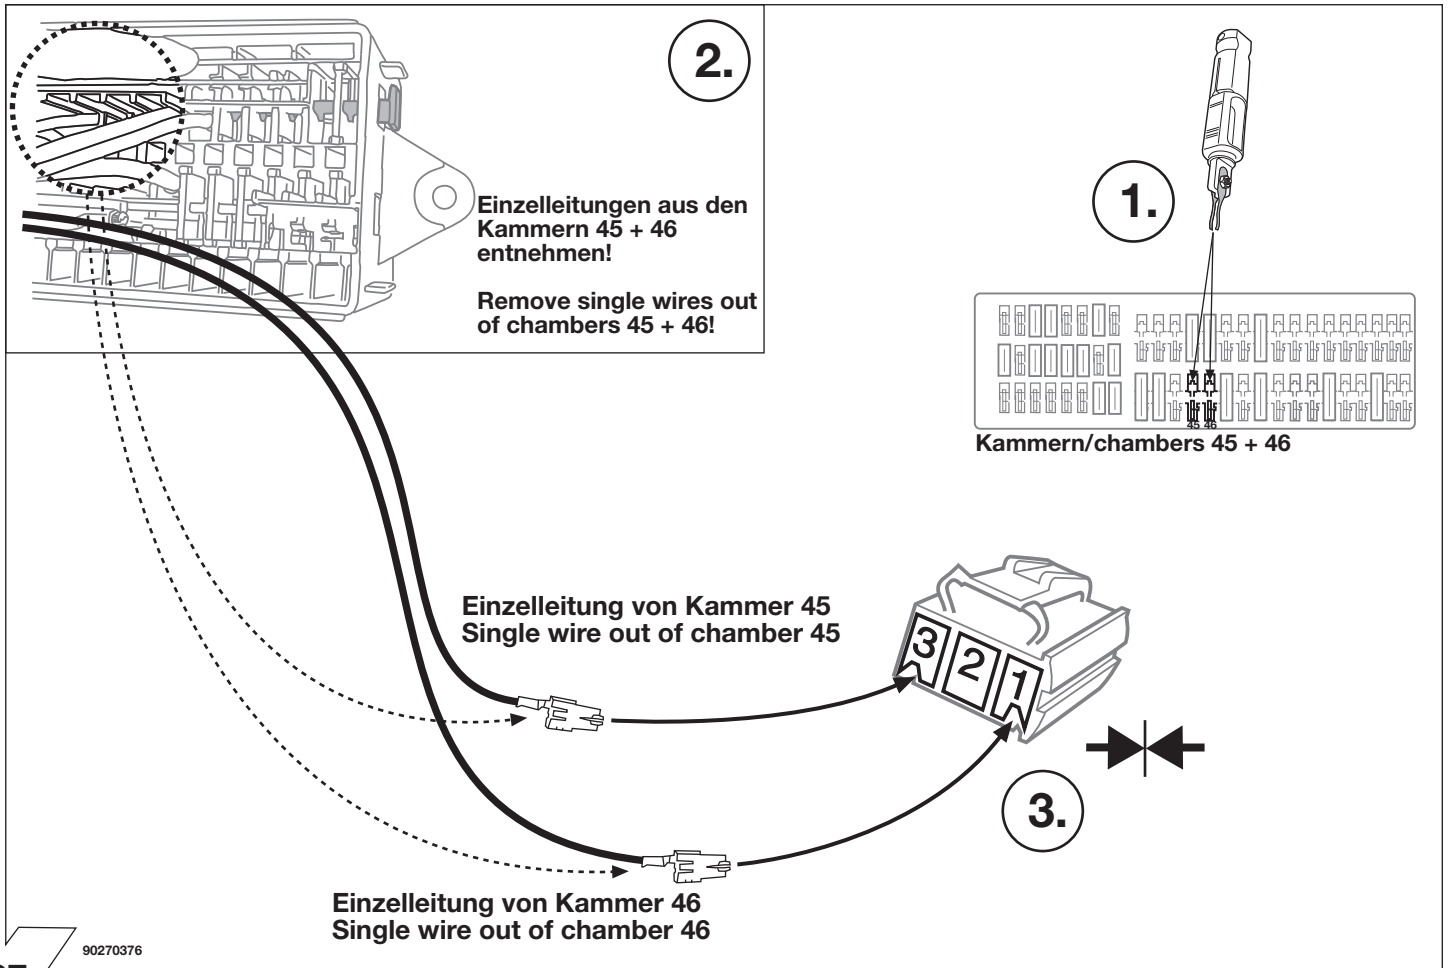 2.
Einzelleitungen aus den
Kammern 45 + 46
entnehmen!
Remove single wires out
of chambers 45 + 46!
1.
45 46
Kammern/chambers 45 + 46
Einzelleitung von Kammer 45
Single wire out of chamber 45
3 2 1
3.
Einzelleitung von Kammer 46
Single wire out of chamber 46
90270376